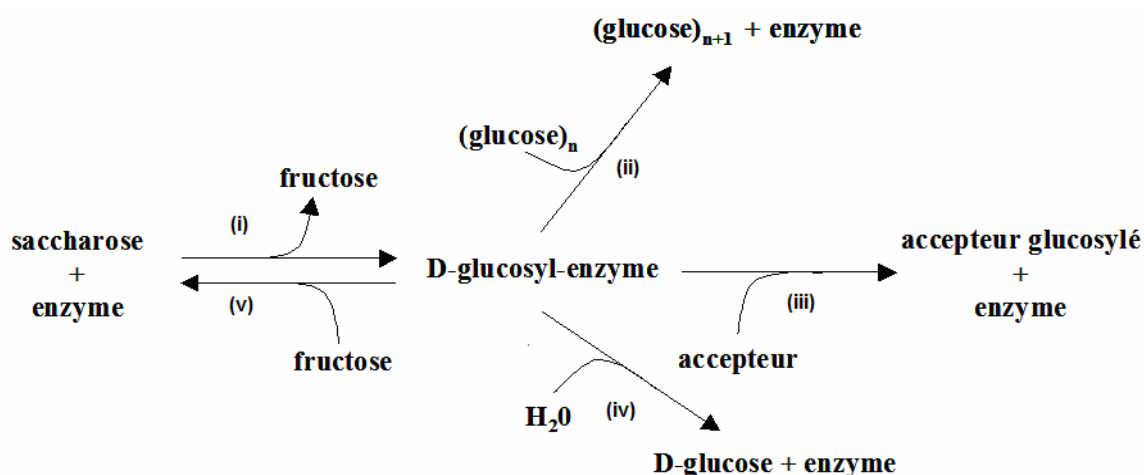 (glucose)n+1 + enzyme
(glucose)n
(ii)
fructose
(i)
saccharose
+
enzyme
D-glucosyl-enzyme
accepteur glucosylé
+
enzyme
(v)
(iii)
fructose
accepteur
H20
(iv)
D-glucose + enzyme